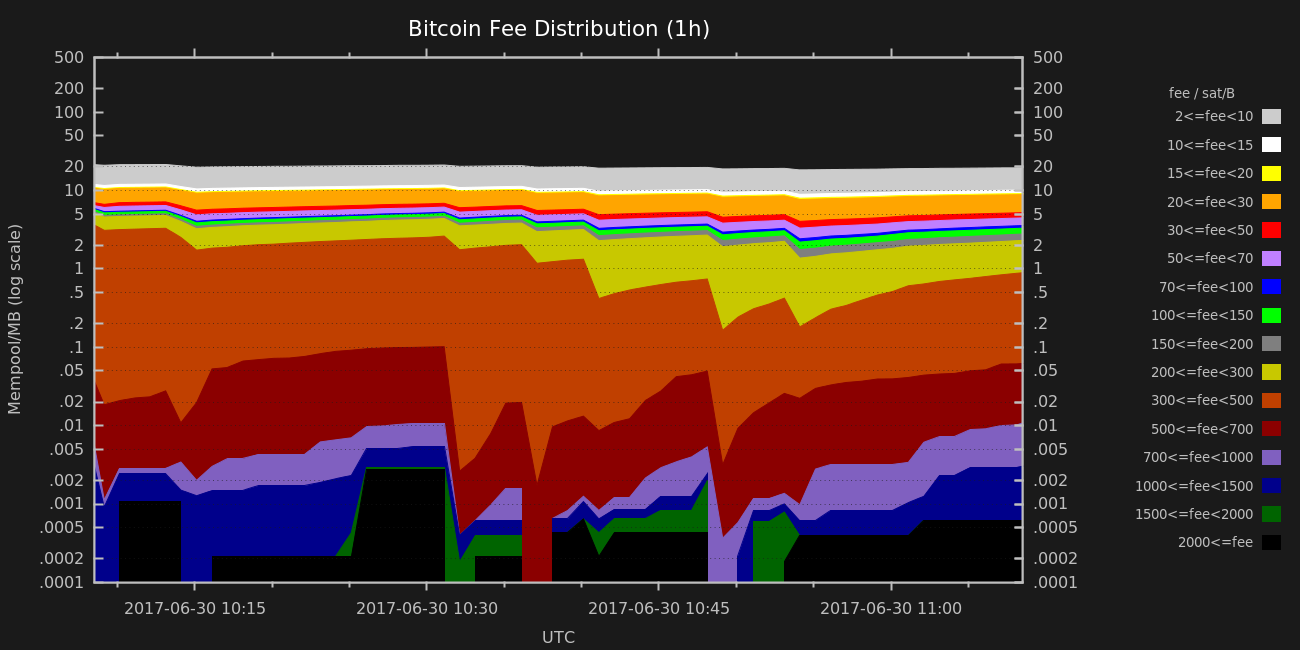 Bitcoin Fee Distribution (1h)
Mempool/MB (log scale)
500
200
100
50
20
10
5
2
1
.5
.2
.1
.05
.02
.01
.005
.002
.001
.0005
.0002
.0001
500
200
100
50
20
10
5
2
1
.5
.2
.1
.05
.02
.01
.005
.002
.001
.0005
.0002
.0001
2017-06-30 10:15 2017-06-30 10:30 2017-06-30 10:45 2017-06-30 11:00
UTC
fee / sat/B
2<=fee<10
10<=fee<15
15<=fee<20
20<=fee<30
30<=fee<50
50<=fee<70
70<=fee<100
100<=fee<150
150<=fee<200
200<=fee<300
300<=fee<500
500<=fee<700
700<=fee<1000
1000<=fee<1500
1500<=fee<2000
2000<=fee